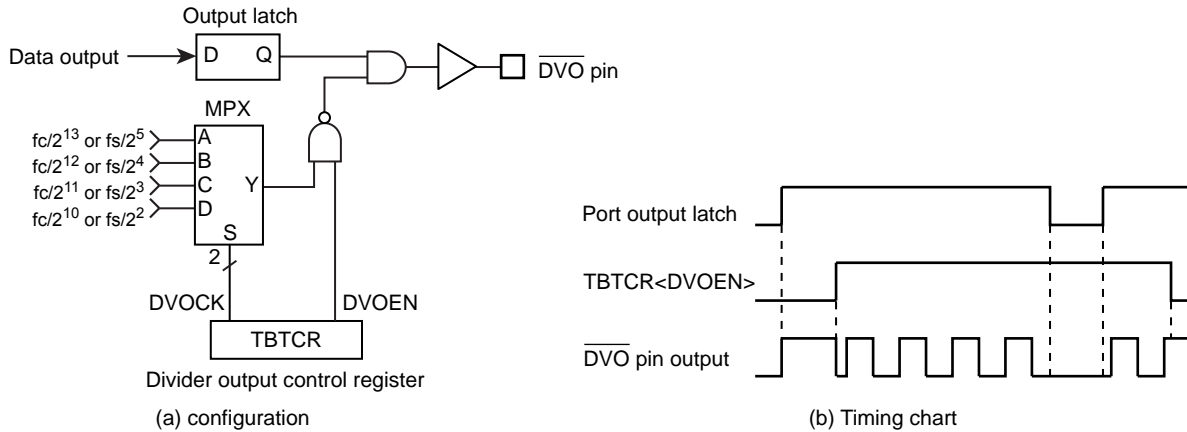 Output latch
Data output
D
Q
DVO pin
MPX
fc/2^13 or fs/2^5
A
fc/2^12 or fs/2^4
B
fc/2^11 or fs/2^3
C
Y
fc/2^10 or fs/2^2
D
S
2
DVOCK
DVOEN
TBTCR
Divider output control register
(a) configuration
Port output latch
TBTCR<DVOEN>
DVO pin output
(b) Timing chart